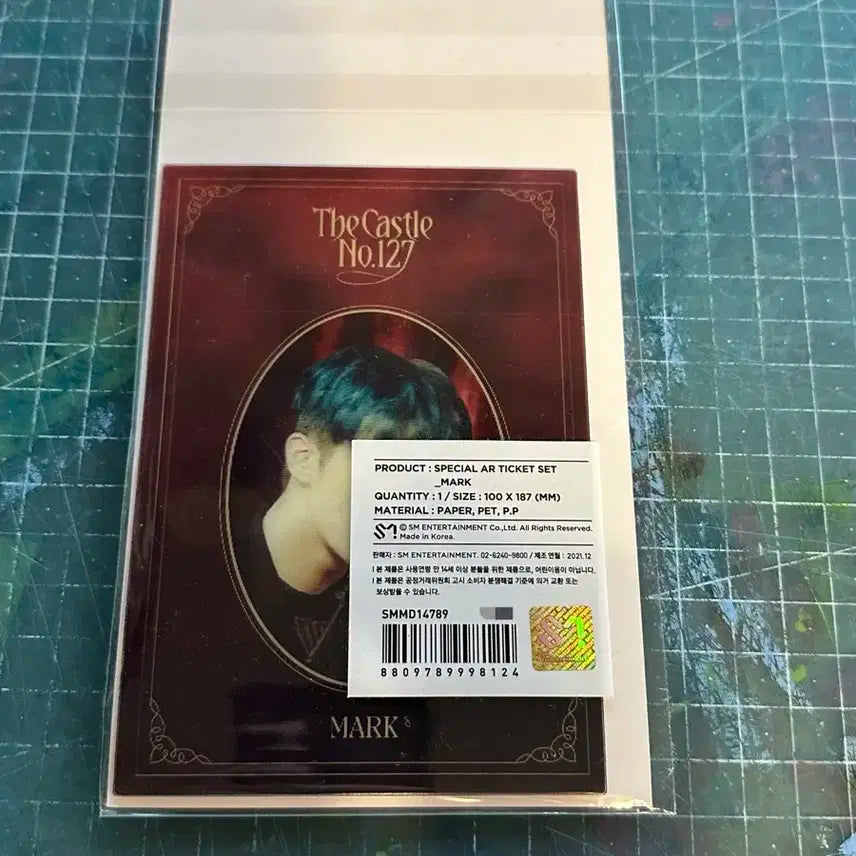 The Castle
No.127
PRODUCT : SPECIAL AR TICKET SET
_MARK
QUANTITY : 1 / SIZE : 100 X 187 (MM)
MATERIAL : PAPER, PET, P.P
SM © SM ENTERTAINMENT Co.,Ltd. All Rights Reserved.
Made in Korea.
판매자 : SM ENTERTAINMENT. 02-6240-9800 / 제조 연월 : 2021.12
본 제품은 사용연령 만 14세 이상 분들을 위한 제품으로, 어린이용이 아닙니다.
본 제품은 공정거래위원회 고시 소비자 분쟁해결 기준에 의거 교환 또는
보상받을 수 있습니다.
SMMD14789
8809789998124
MARK